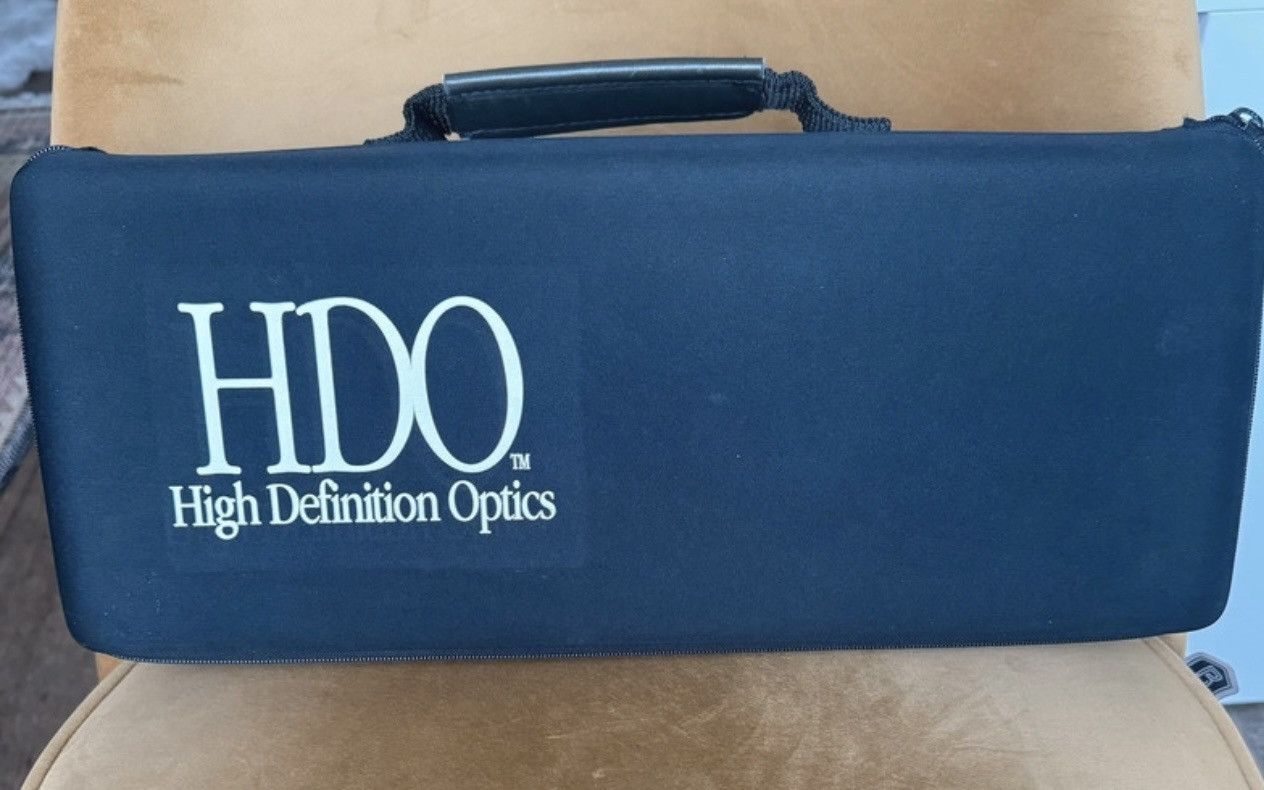 HDO™
High Definition Optics